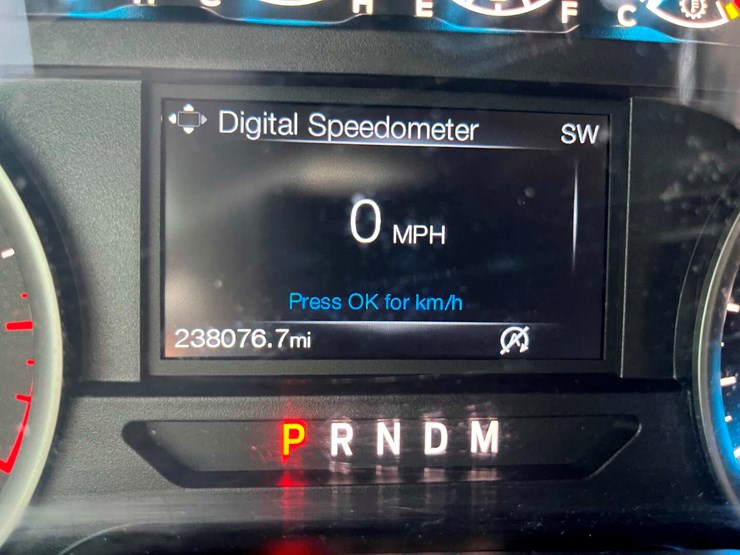 H E F C
Digital Speedometer SW
0 MPH
Press OK for km/h
238076.7mi
P R N D M